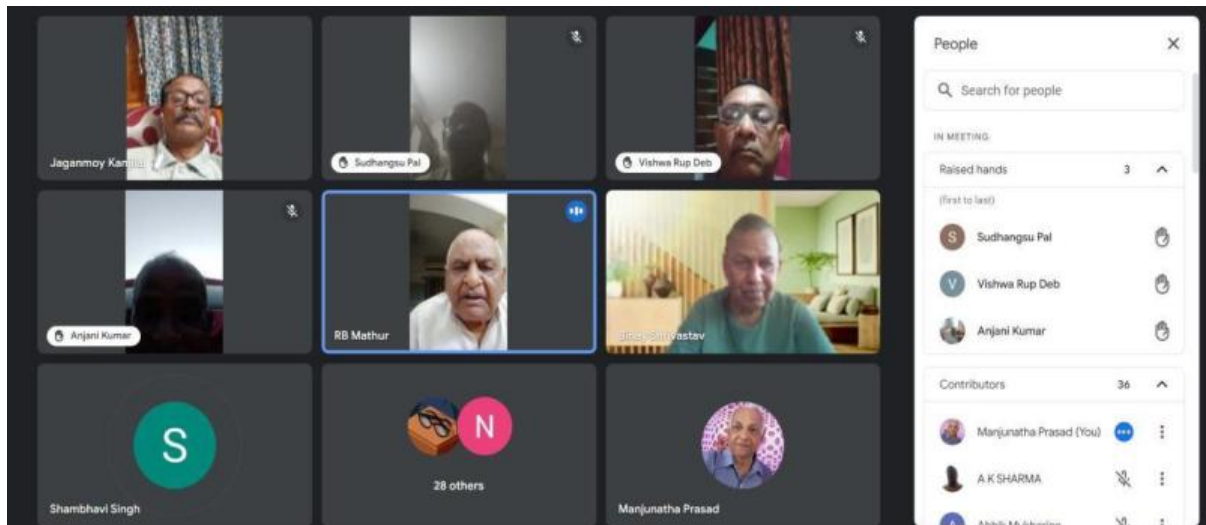 Jaganmoy
Sudhangsu Pal
Vishwa Rup Deb
Anjani Kumar
RB Mathur
S
Shambhavi Singh
N
28 others
Manjunatha Prasad
People
Search for people
IN MEETING
Raised hands 3
(first to last)
S Sudhangsu Pal
V Vishwa Rup Deb
Anjani Kumar
Contributors 36
Manjunatha Prasad (You)
A K SHARMA